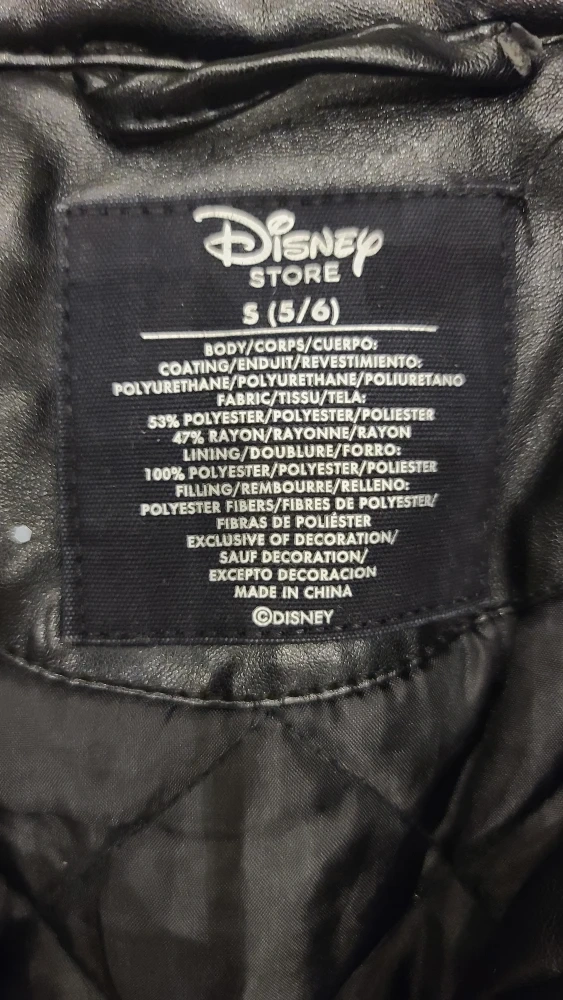 Disney
STORE
S (5/6)
BODY/CORPS/CUERPO:
COATING/ENDUIT/REVESTIMIENTO:
POLYURETHANE/POLYURETHANE/POLIURETANO
FABRIC/TISSU/TELA:
53% POLYESTER/POLYESTER/POLIESTER
47% RAYON/RAYONNE/RAYON
LINING/DOUBLURE/FORRO:
100% POLYESTER/POLYESTER/POLIESTER
FILLING/REMBOURRE/RELLENO:
POLYESTER FIBERS/FIBRES DE POLYESTER/
FIBRAS DE POLIÉSTER
EXCLUSIVE OF DECORATION/
SAUF DECORATION/
EXCEPTO DECORACION
MADE IN CHINA
©DISNEY